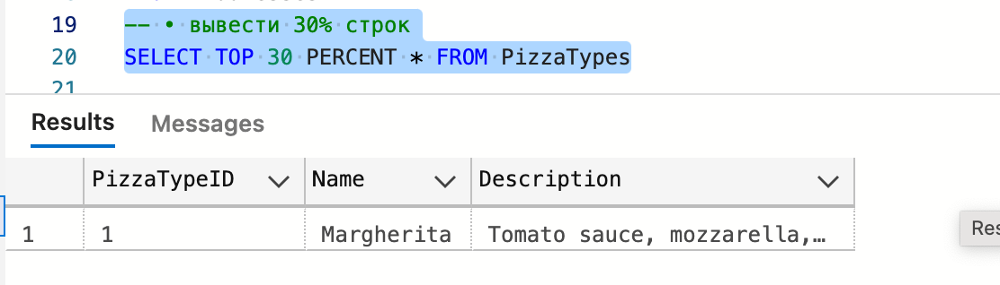 19 -- • вывести 30% строк
20 SELECT TOP 30 PERCENT * FROM PizzaTypes
21
Results Messages
PizzaTypeID Name Description
1 1 Margherita Tomato sauce, mozzarella,…
Res